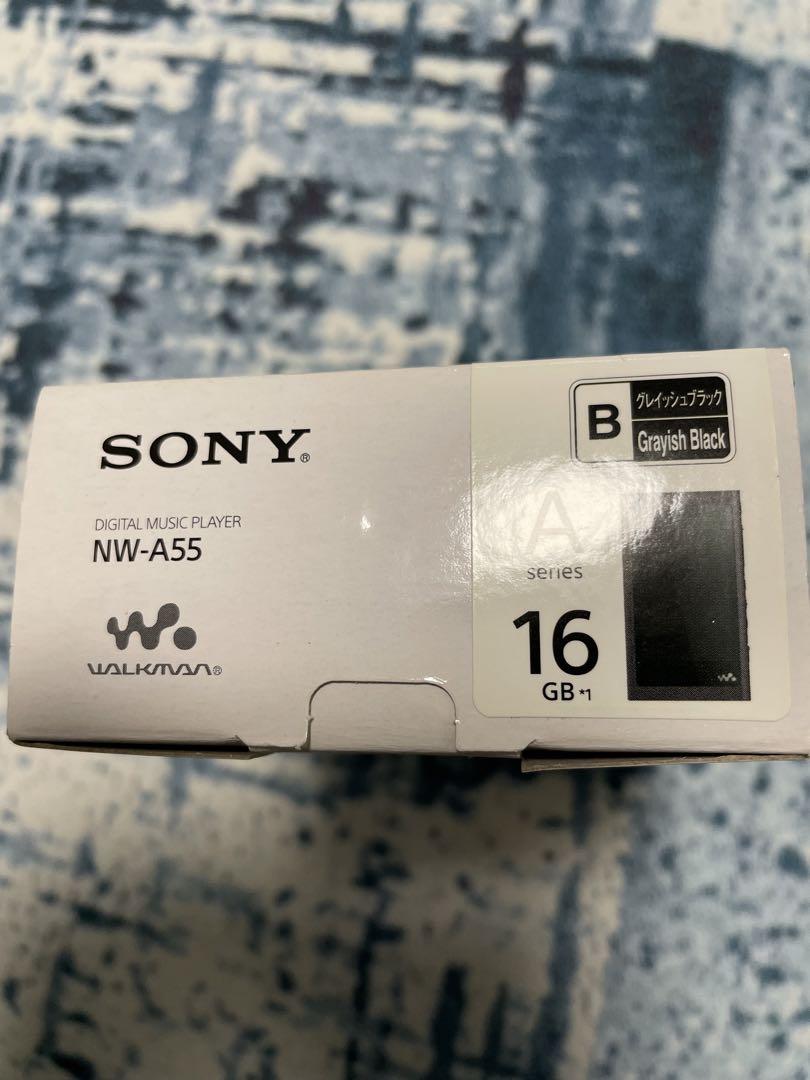 SONY®
DIGITAL MUSIC PLAYER
NW-A55
WALKMAN®
B
グレイッシュブラック
Grayish Black
A
series
16
GB *1